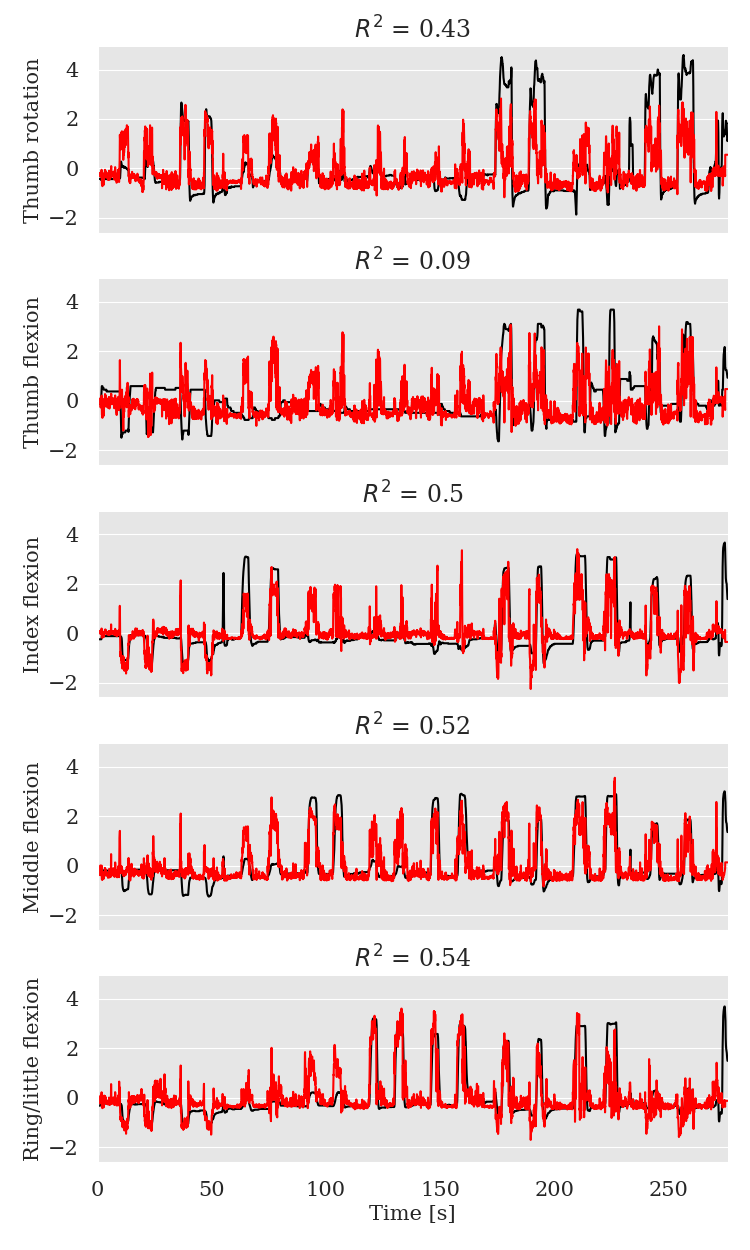 R² = 0.43
Thumb rotation
4
2
0
−2
R² = 0.09
Thumb flexion
4
2
0
−2
R² = 0.5
Index flexion
4
2
0
−2
R² = 0.52
Middle flexion
4
2
0
−2
R² = 0.54
Ring/little flexion
4
2
0
−2
0 50 100 150 200 250
Time [s]